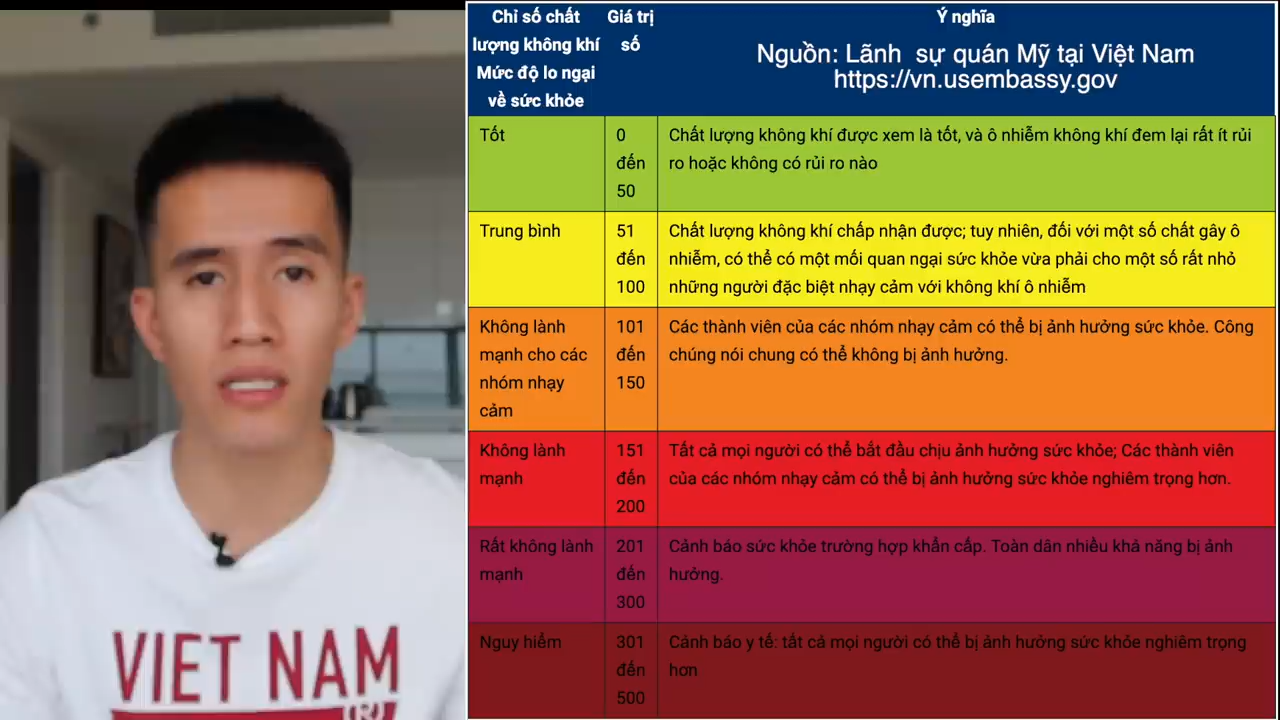 Chỉ số chất
lượng không khí
Mức độ lo ngại
về sức khỏe
Giá trị
số
Ý nghĩa
Nguồn: Lãnh sự quán Mỹ tại Việt Nam
https://vn.usembassy.gov
Tốt
0
đến
50
Chất lượng không khí được xem là tốt, và ô nhiễm không khí đem lại rất ít rủi
ro hoặc không có rủi ro nào
Trung bình
51
đến
100
Chất lượng không khí chấp nhận được; tuy nhiên, đối với một số chất gây ô
nhiễm, có thể có một mối quan ngại sức khỏe vừa phải cho một số rất nhỏ
những người đặc biệt nhạy cảm với không khí ô nhiễm
Không lành
mạnh cho các
nhóm nhạy
cảm
101
đến
150
Các thành viên của các nhóm nhạy cảm có thể bị ảnh hưởng sức khỏe. Công
chúng nói chung có thể không bị ảnh hưởng.
Không lành
mạnh
151
đến
200
Tất cả mọi người có thể bắt đầu chịu ảnh hưởng sức khỏe; Các thành viên
của các nhóm nhạy cảm có thể bị ảnh hưởng sức khỏe nghiêm trọng hơn.
Rất không lành
mạnh
201
đến
300
Cảnh báo sức khỏe trường hợp khẩn cấp. Toàn dân nhiều khả năng bị ảnh
hưởng.
Nguy hiểm
301
đến
500
Cảnh báo y tế: tất cả mọi người có thể bị ảnh hưởng sức khỏe nghiêm trọng
hơn
VIET NAM
(R)